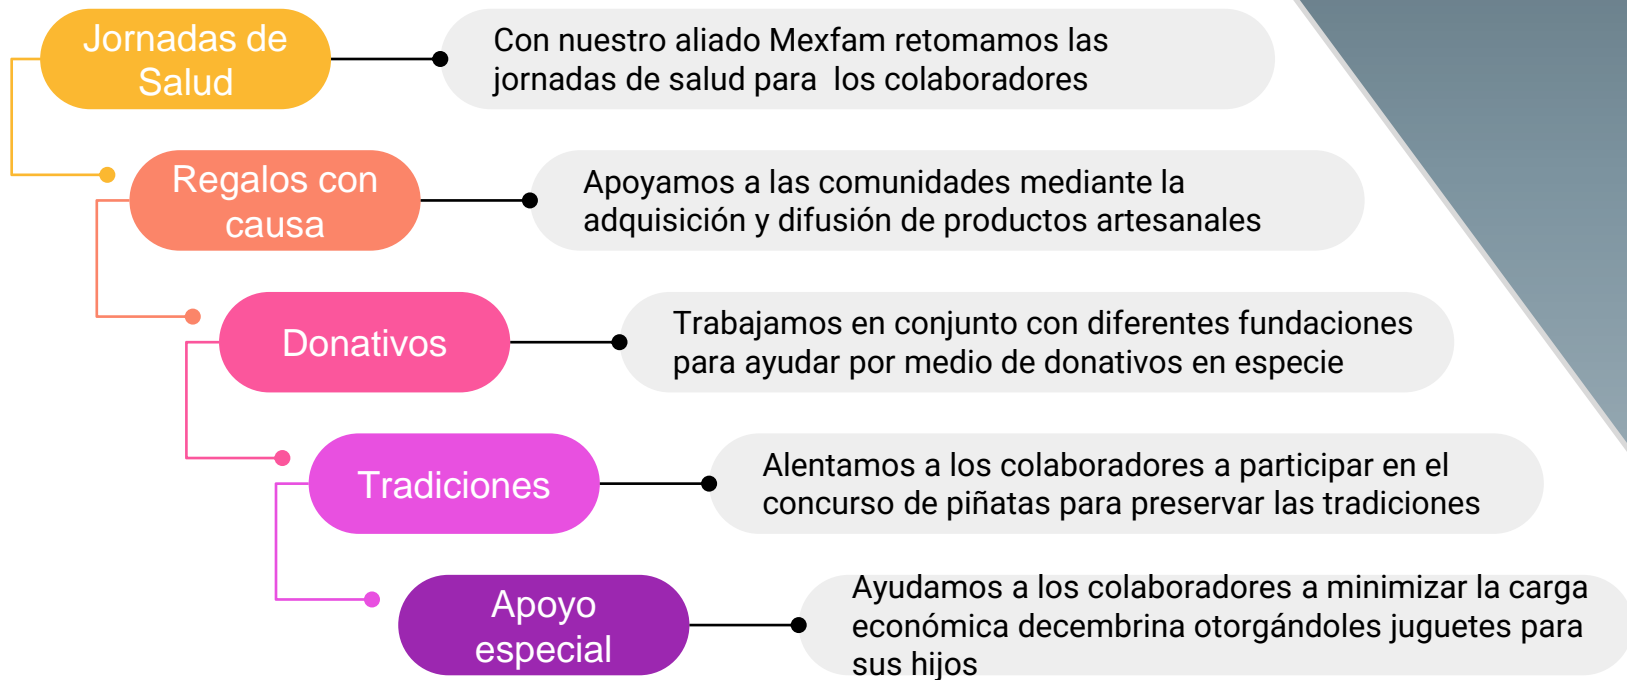 Jornadas de
Salud
Con nuestro aliado Mexfam retomamos las
jornadas de salud para  los colaboradores
Regalos con
causa
Apoyamos a las comunidades mediante la
adquisición y difusión de productos artesanales
Donativos
Trabajamos en conjunto con diferentes fundaciones
para ayudar por medio de donativos en especie
Tradiciones
Alentamos a los colaboradores a participar en el
concurso de piñatas para preservar las tradiciones
Apoyo
especial
Ayudamos a los colaboradores a minimizar la carga
económica decembrina otorgándoles juguetes para
sus hijos